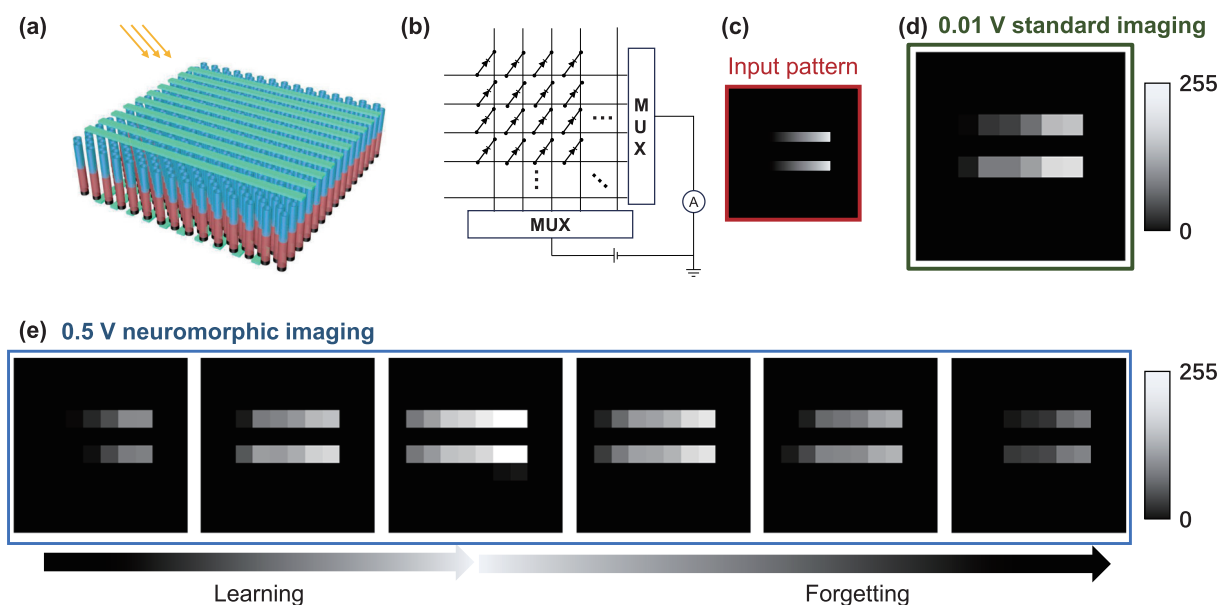 (a)
(b)
M
U
X
A
MUX
(c)
Input pattern
(d) 0.01 V standard imaging
255
0
(e) 0.5 V neuromorphic imaging
255
0
Learning
Forgetting